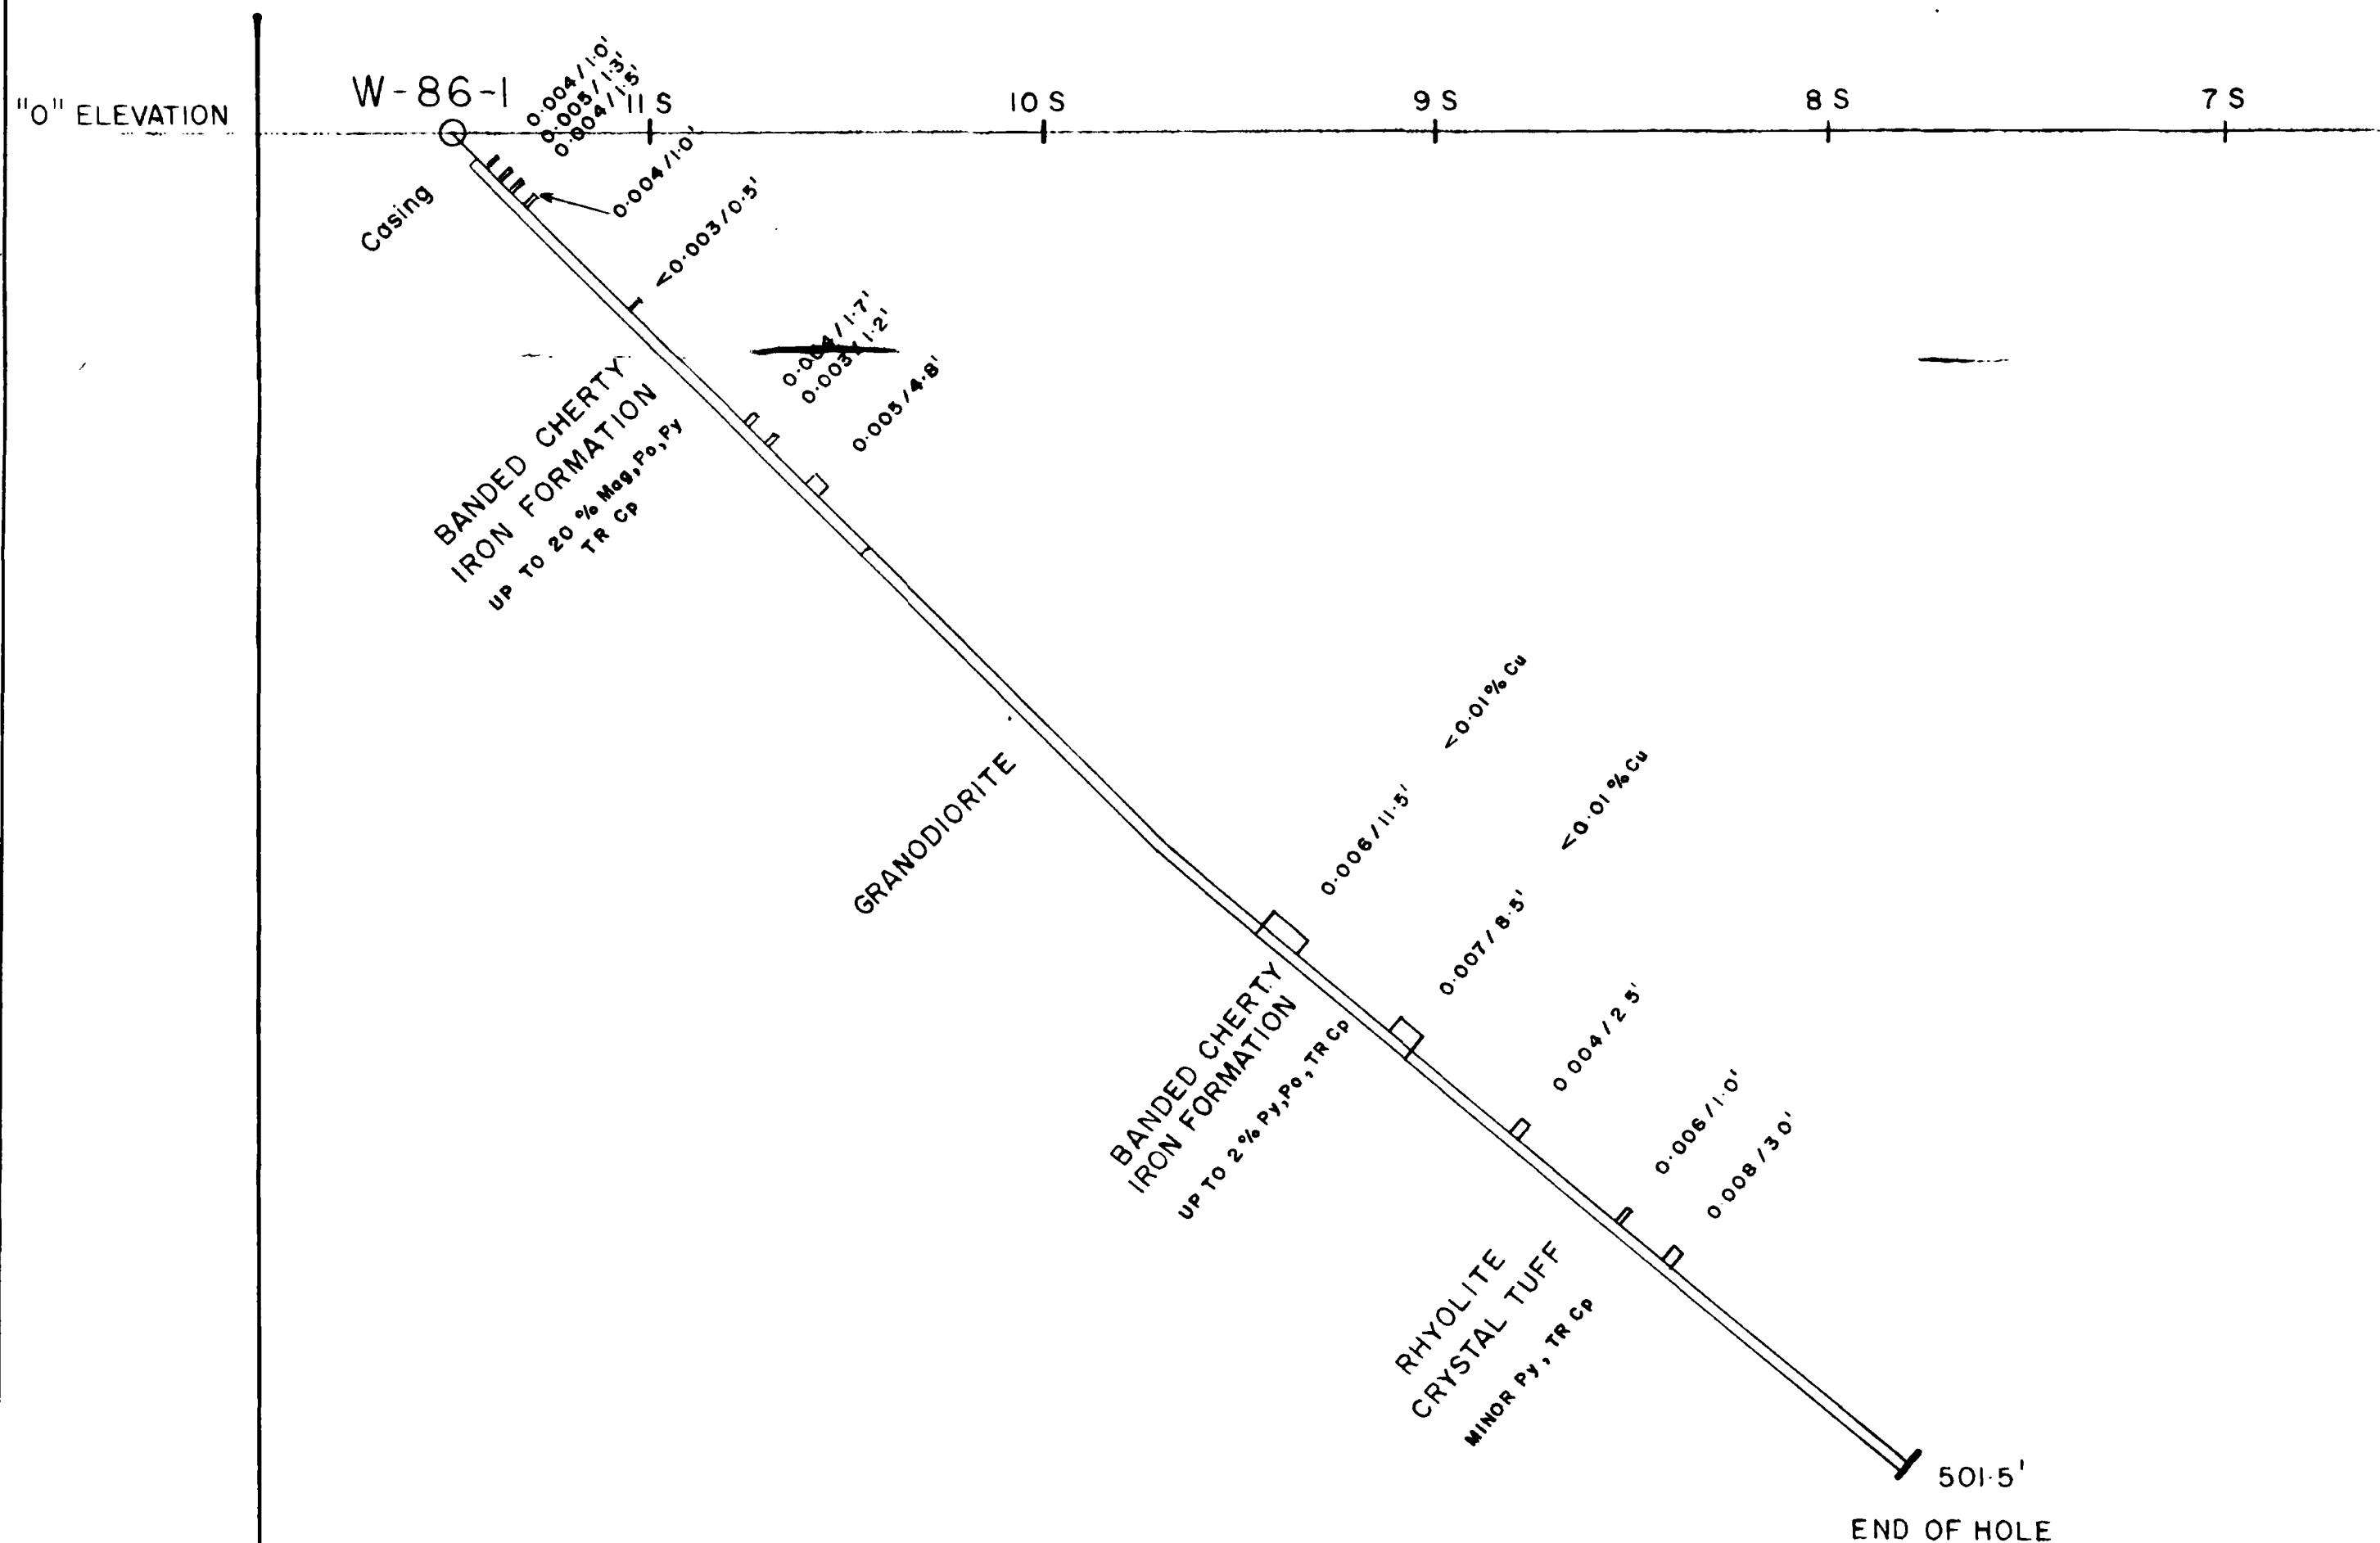 "O" ELEVATION
W-86-1
11 S
10 S
9 S
8 S
7 S
0.004/1.0'
0.005/1.3'
0.004/1.5'
0.004/1.0'
Casing
<0.003/0.5'
0.004/1.7'
0.003/1.2'
0.005/4.8'
BANDED CHERTY
IRON FORMATION
UP TO 20 % Mag,Po,Py
TR Cp
GRANODIORITE
<0.01% Cu
0.006/11.5'
<0.01% Cu
0.007/8.5'
BANDED CHERTY
IRON FORMATION
UP TO 2 % Py,Po,TR Cp
0 004/2 5'
0.006/1.0'
0.008/3 0'
RHYOLITE
CRYSTAL TUFF
MINOR Py, TR Cp
501.5'
END OF HOLE